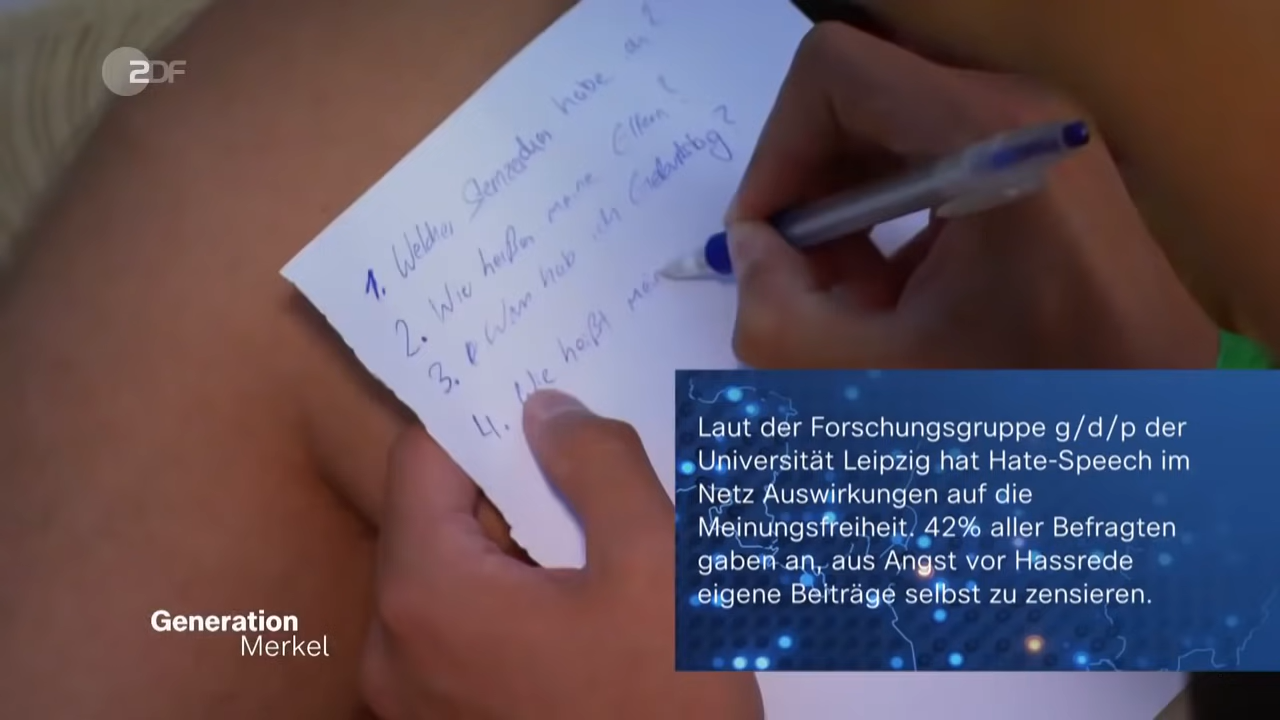 ZDF
1. Welches Sternzeichen habe ich?
2. Wie heißen meine Eltern?
3. Wan hab ich Geburtstag?
4. Wie heißt mein
Laut der Forschungsgruppe g/d/p der
Universität Leipzig hat Hate-Speech im
Netz Auswirkungen auf die
Meinungsfreiheit. 42% aller Befragten
gaben an, aus Angst vor Hassrede
eigene Beiträge selbst zu zensieren.
Generation
Merkel